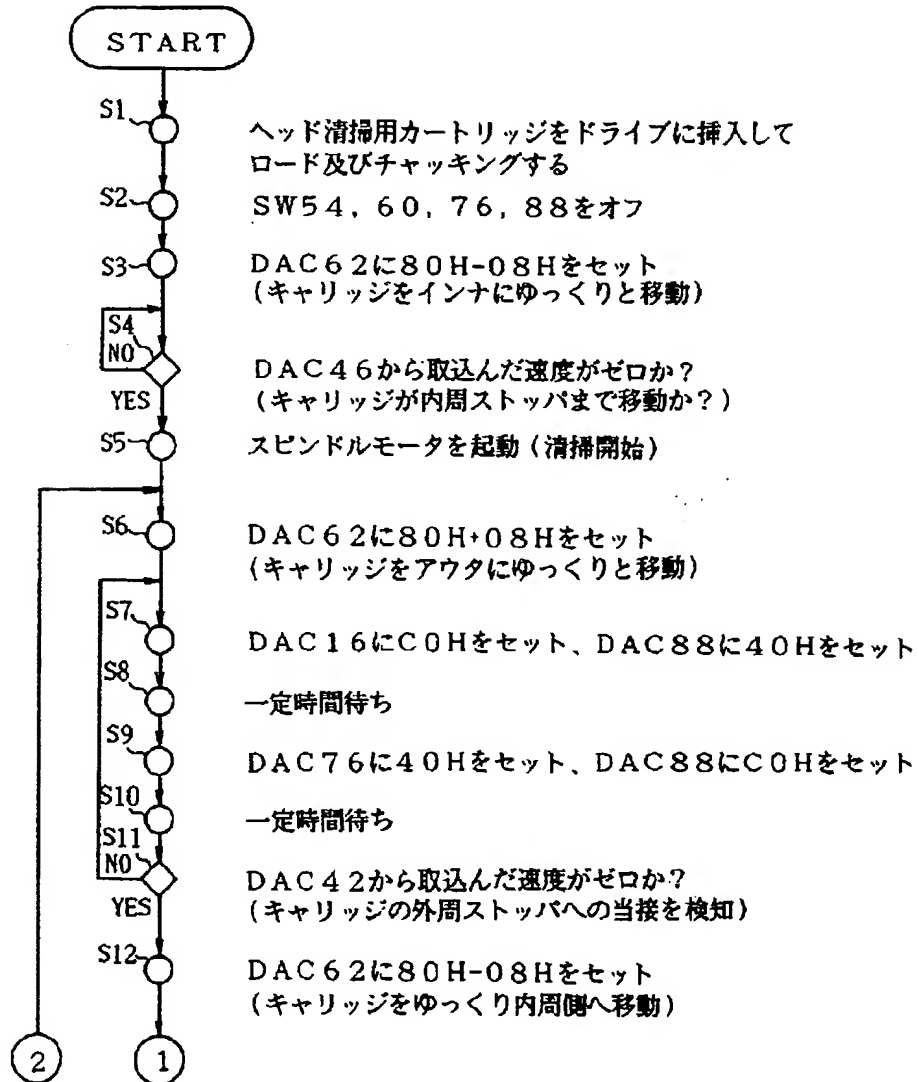 START
S1
ヘッド清掃用カートリッジをドライブに挿入して
ロード及びチャッキングする
S2
SW54，60，76，88をオフ
S3
DAC62に80H-08Hをセット
(キャリッジをインナにゆっくりと移動)
S4
NO
YES
DAC46から取込んだ速度がゼロか？
(キャリッジが内周ストッパまで移動か？)
S5
スピンドルモータを起動(清掃開始)
S6
DAC62に80H+08Hをセット
(キャリッジをアウタにゆっくりと移動)
S7
DAC16にC0Hをセット、DAC88に40Hをセット
S8
一定時間待ち
S9
DAC76に40Hをセット、DAC88にC0Hをセット
S10
一定時間待ち
S11
NO
YES
DAC42から取込んだ速度がゼロか？
(キャリッジの外周ストッパへの当接を検知)
S12
DAC62に80H-08Hをセット
(キャリッジをゆっくり内周側へ移動)
2
1